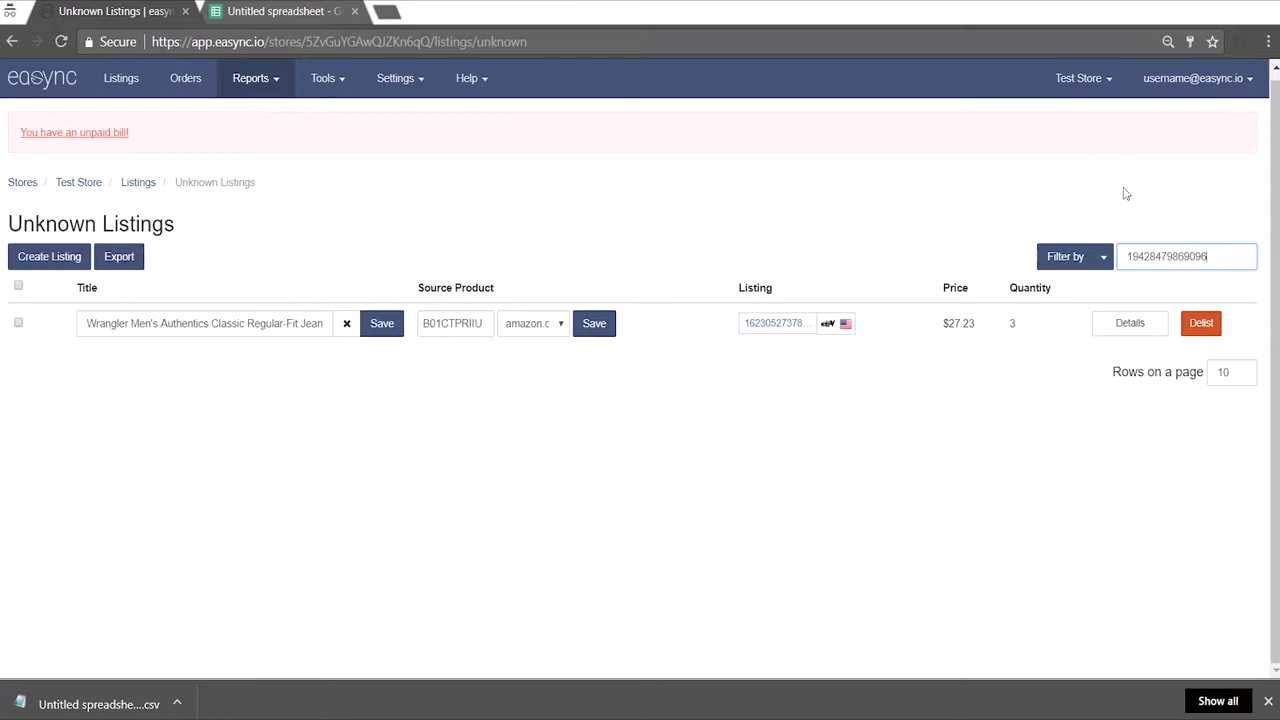 Unknown Listings | easyn
Untitled spreadsheet - G
Secure
https://app.easync.io/stores/5ZvGuYGAwQJZKn6qQ/listings/unknown
easync
Listings
Orders
Reports
Tools
Settings
Help
Test Store
username@easync.io
You have an unpaid bill!
Stores / Test Store / Listings / Unknown Listings
Unknown Listings
Create Listing
Export
Filter by
19428479869096
Title
Source Product
Listing
Price
Quantity
Wrangler Men's Authentics Classic Regular-Fit Jean
Save
B01CTPRIIU
amazon.c
Save
16230527378...
ebY
$27.23
3
Details
Delist
Rows on a page
10
Untitled spreadshe....csv
Show all